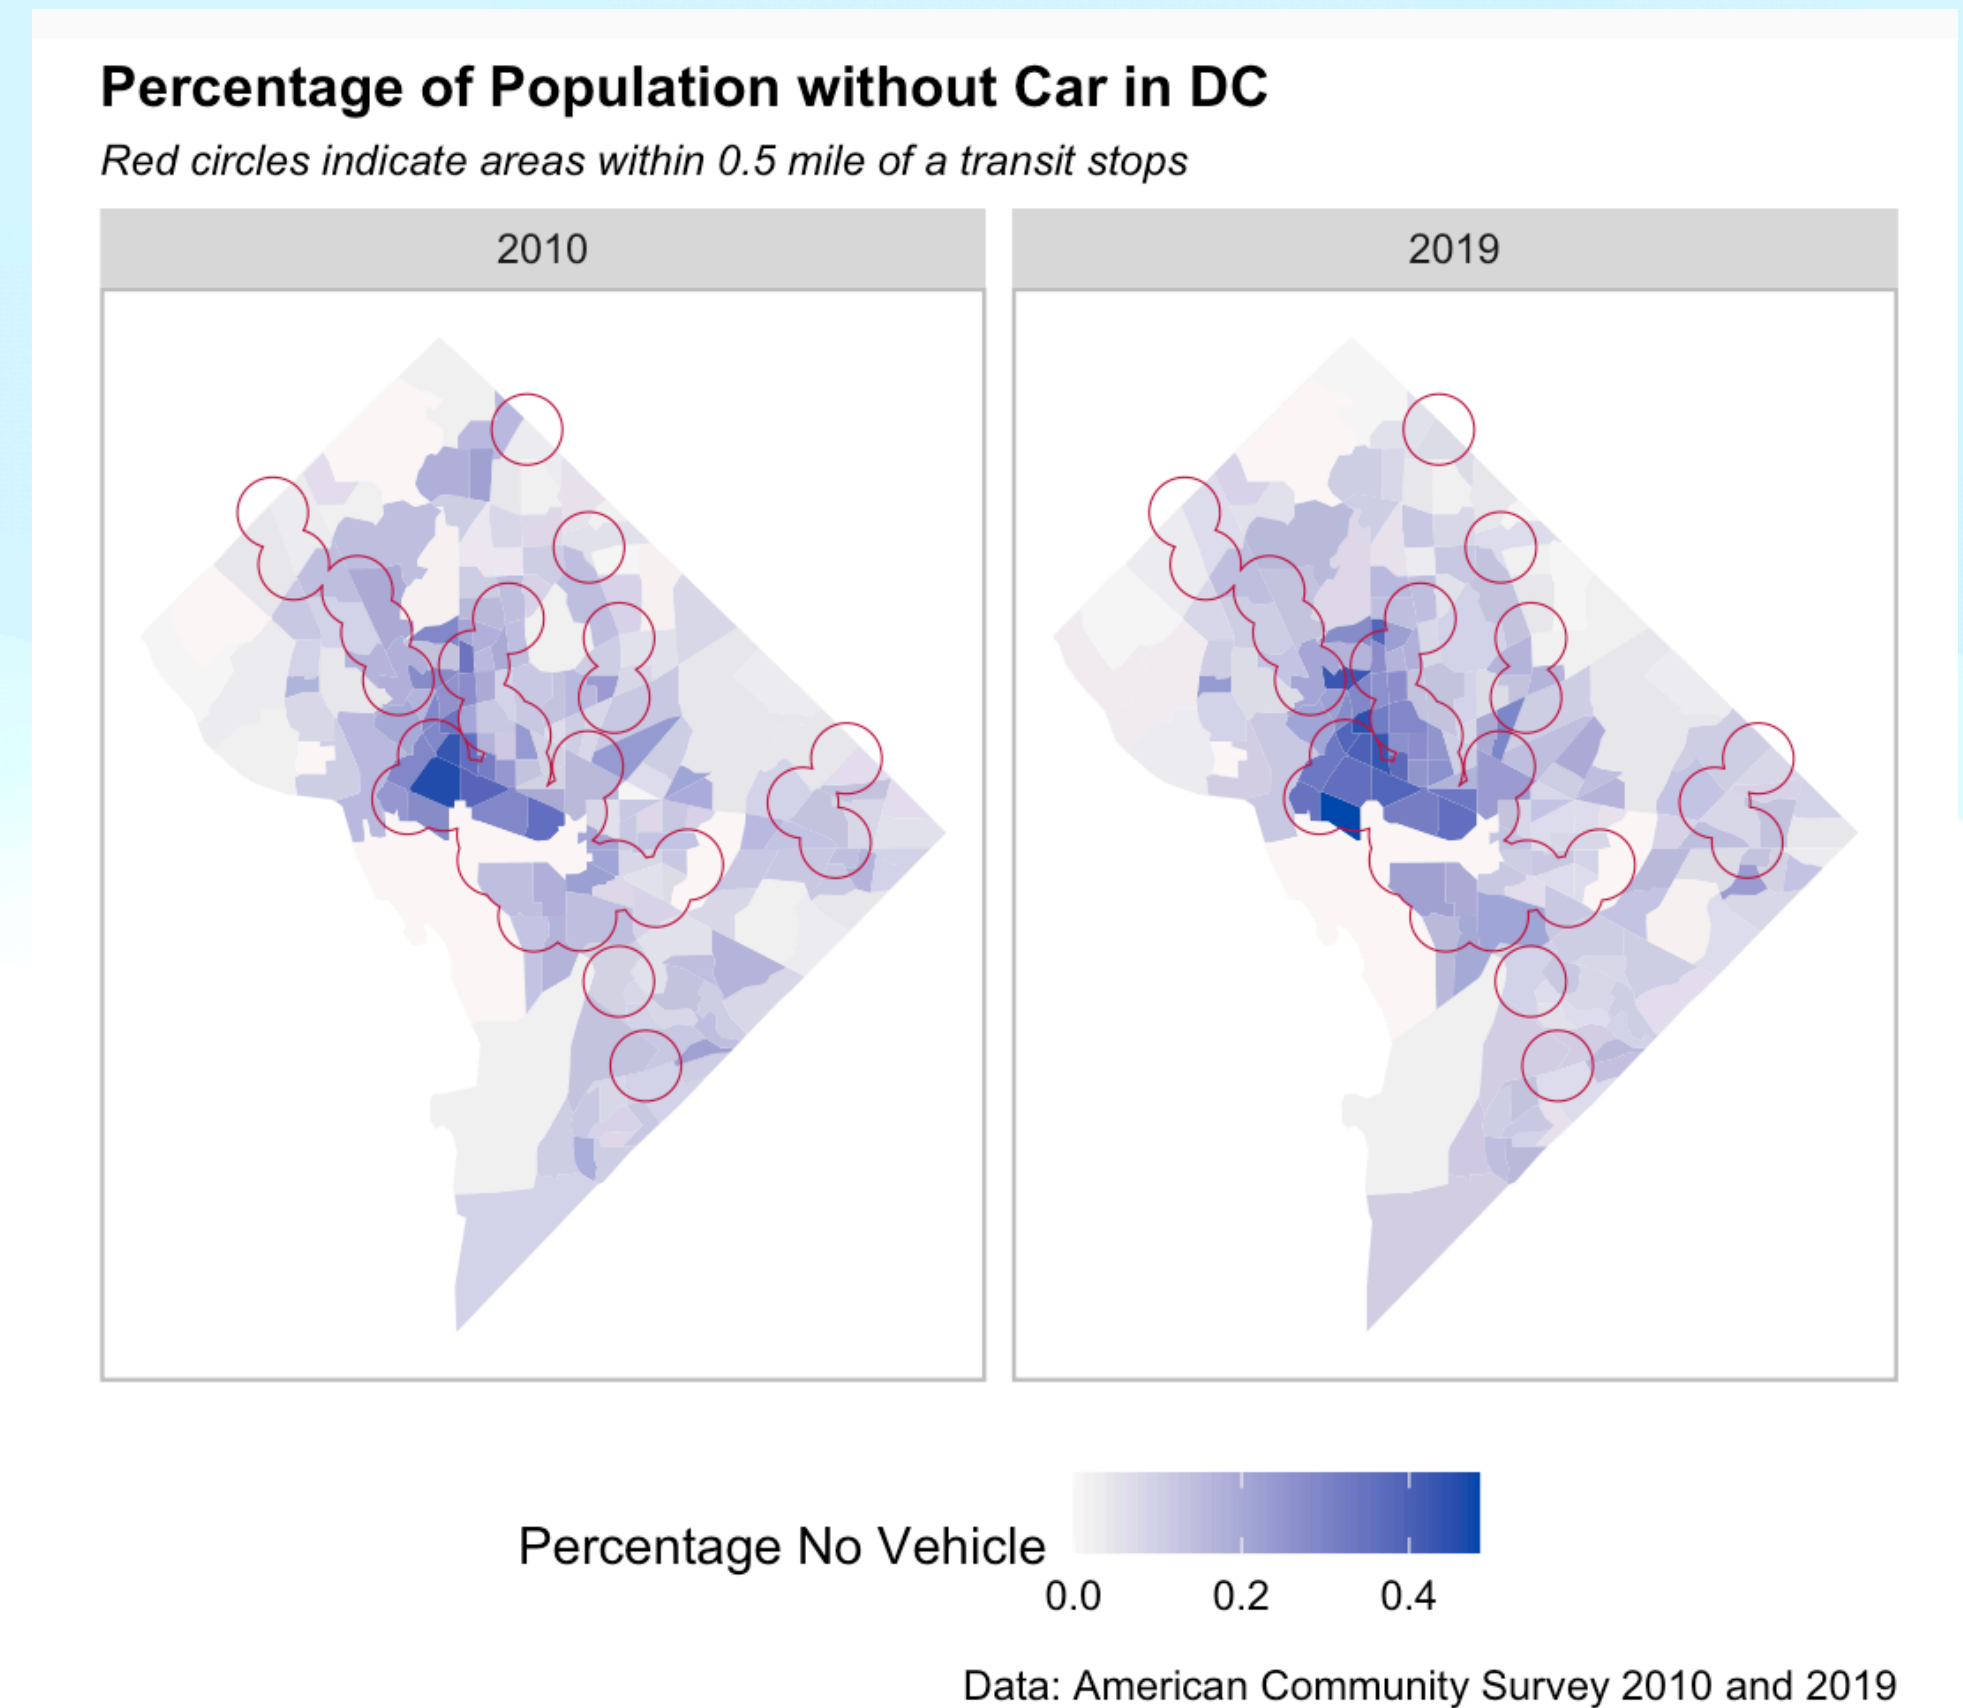 Percentage of Population without Car in DC
Red circles indicate areas within 0.5 mile of a transit stops
2010
2019
Percentage No Vehicle
0.0
0.2
0.4
Data: American Community Survey 2010 and 2019